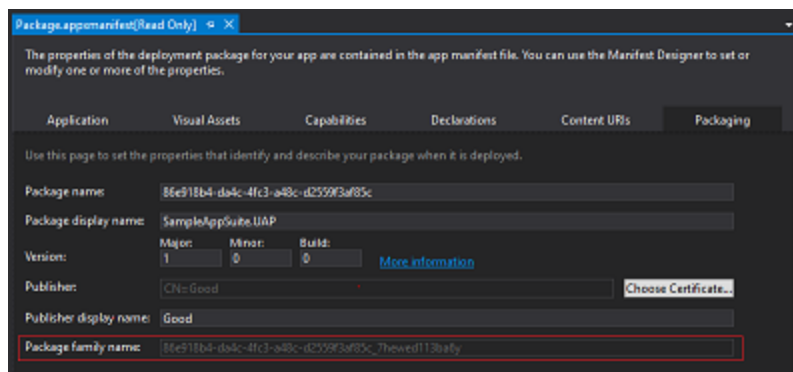 Package.appxmanifest[Read Only]
The properties of the deployment package for your app are contained in the app manifest file. You can use the Manifest Designer to set or
modify one or more of the properties.
Application Visual Assets Capabilities Declarations Content URIs Packaging
Use this page to set the properties that identify and describe your package when it is deployed.
Package name: 86e918b4-da4c-4fc3-a48c-d2559f3af85c
Package display name: SampleAppSuite.UAP
Major: Minor: Build:
Version: 1 0 0 More information
Publisher: CN=Good Choose Certificate...
Publisher display name: Good
Package family name: 86e918b4-da4c-4fc3-a48c-d2559f3af85c_7hewed113ba8y